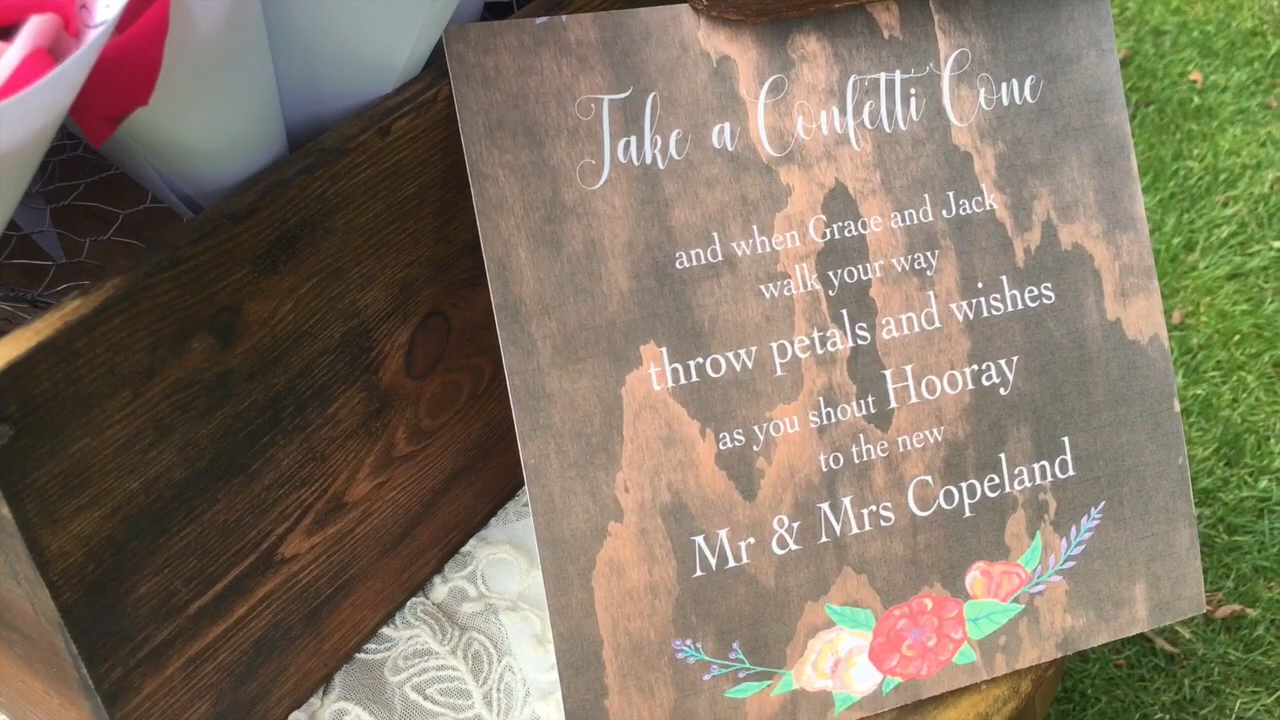 Take a Confetti Cone
and when Grace and Jack
walk your way
throw petals and wishes
as you shout Hooray
to the new
Mr & Mrs Copeland